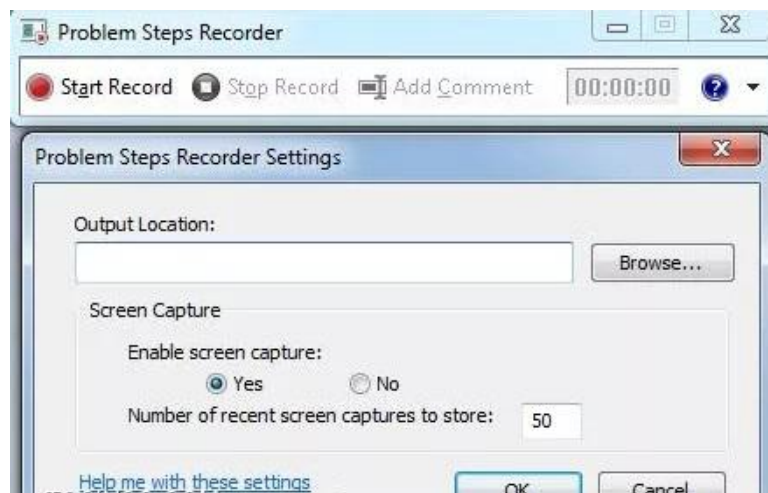 Problem Steps Recorder
Start Record Stop Record Add Comment 00:00:00
Problem Steps Recorder Settings
Output Location:
Browse...
Screen Capture
Enable screen capture:
Yes No
Number of recent screen captures to store: 50
Help me with these settings OK Cancel